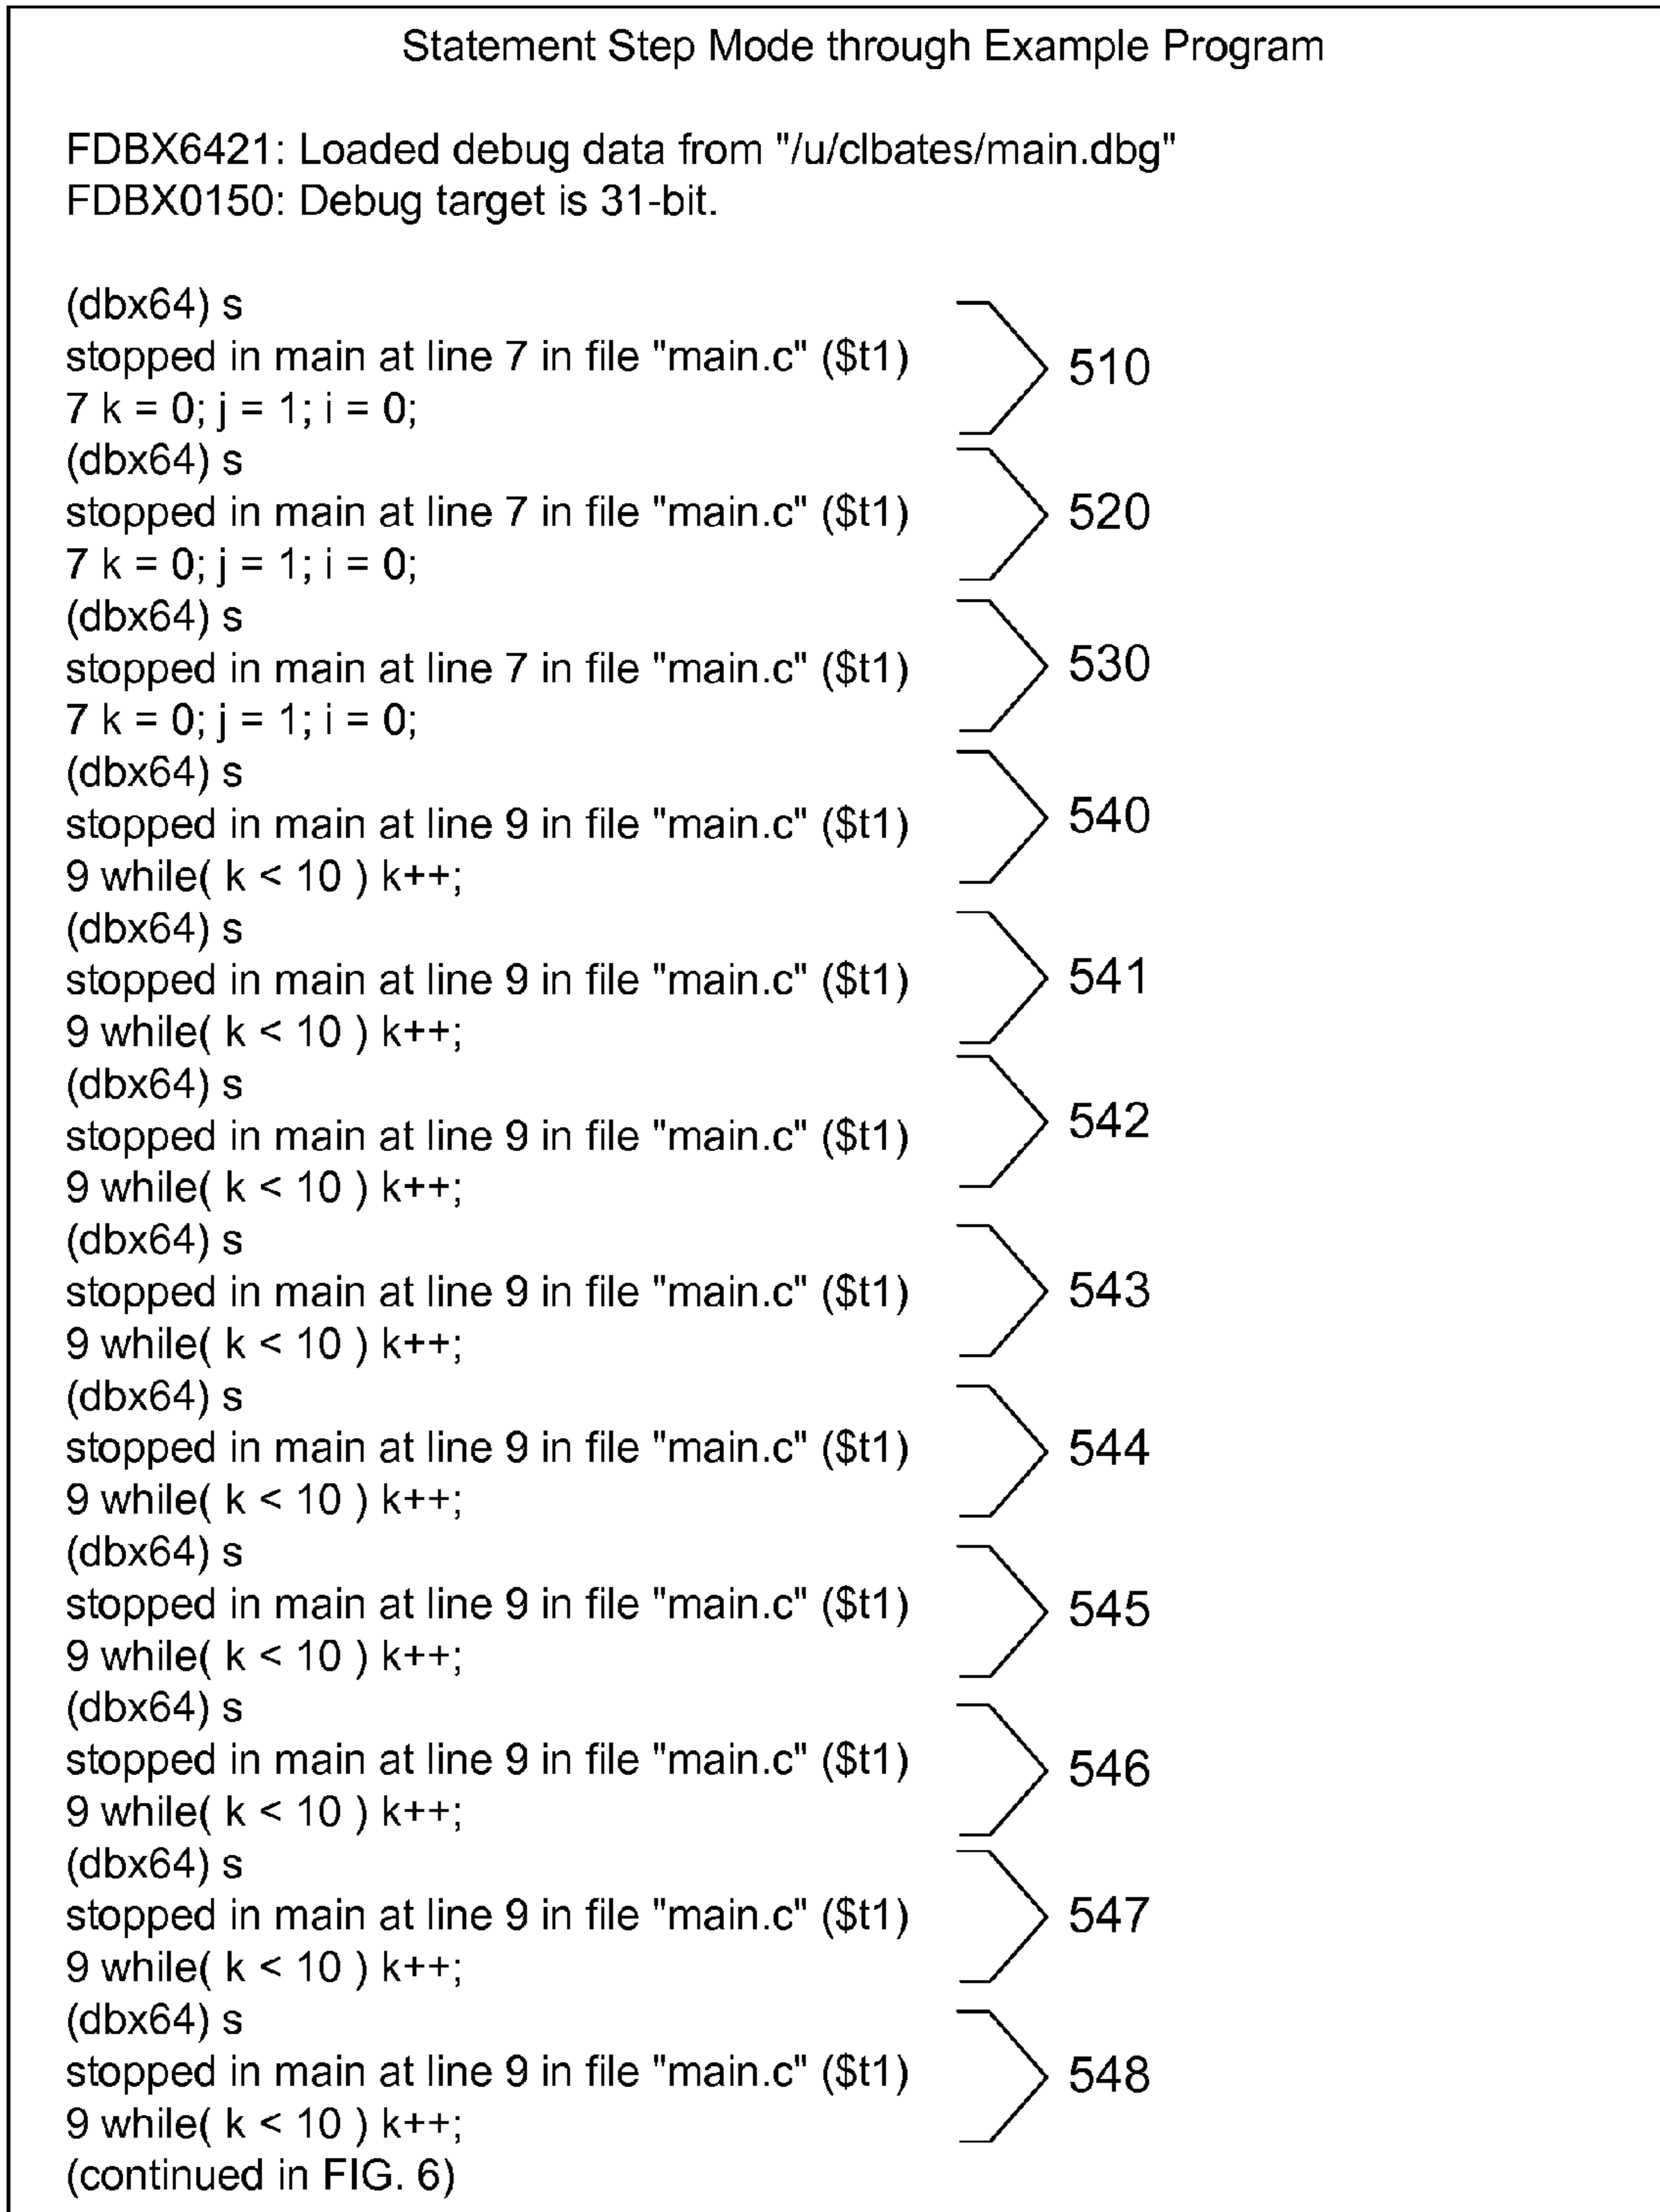 Statement Step Mode through Example Program
FDBX6421: Loaded debug data from "/u/clbates/main.dbg"
FDBX0150: Debug target is 31-bit.
(dbx64) s
stopped in main at line 7 in file "main.c" ($t1)
7 k = 0; j = 1; i = 0;
510
(dbx64) s
stopped in main at line 7 in file "main.c" ($t1)
7 k = 0; j = 1; i = 0;
520
(dbx64) s
stopped in main at line 7 in file "main.c" ($t1)
7 k = 0; j = 1; i = 0;
530
(dbx64) s
stopped in main at line 9 in file "main.c" ($t1)
9 while( k < 10 ) k++;
540
(dbx64) s
stopped in main at line 9 in file "main.c" ($t1)
9 while( k < 10 ) k++;
541
(dbx64) s
stopped in main at line 9 in file "main.c" ($t1)
9 while( k < 10 ) k++;
542
(dbx64) s
stopped in main at line 9 in file "main.c" ($t1)
9 while( k < 10 ) k++;
543
(dbx64) s
stopped in main at line 9 in file "main.c" ($t1)
9 while( k < 10 ) k++;
544
(dbx64) s
stopped in main at line 9 in file "main.c" ($t1)
9 while( k < 10 ) k++;
545
(dbx64) s
stopped in main at line 9 in file "main.c" ($t1)
9 while( k < 10 ) k++;
546
(dbx64) s
stopped in main at line 9 in file "main.c" ($t1)
9 while( k < 10 ) k++;
547
(dbx64) s
stopped in main at line 9 in file "main.c" ($t1)
9 while( k < 10 ) k++;
548
(continued in FIG. 6)